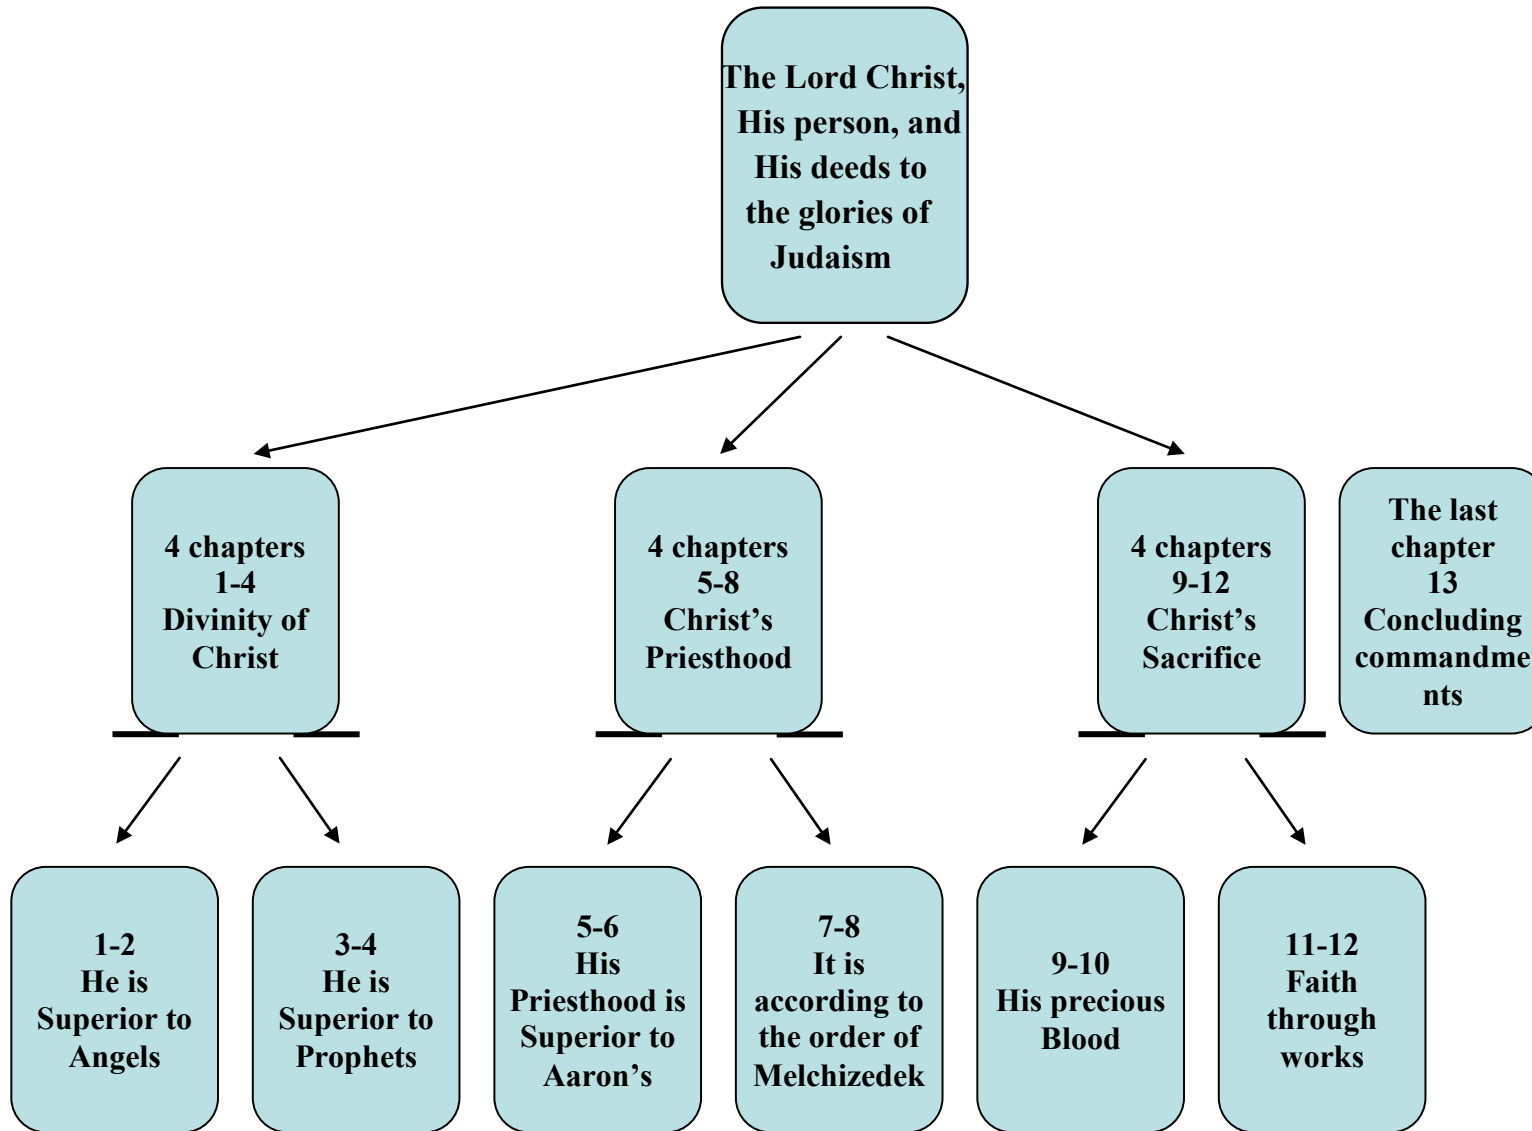 The Lord Christ,
His person, and
His deeds to
the glories of
Judaism
4 chapters
1-4
Divinity of
Christ
4 chapters
5-8
Christ’s
Priesthood
4 chapters
9-12
Christ’s
Sacrifice
The last
chapter
13
Concluding
commandme
nts
1-2
He is
Superior to
Angels
3-4
He is
Superior to
Prophets
5-6
His
Priesthood is
Superior to
Aaron’s
7-8
It is
according to
the order of
Melchizedek
9-10
His precious
Blood
11-12
Faith
through
works